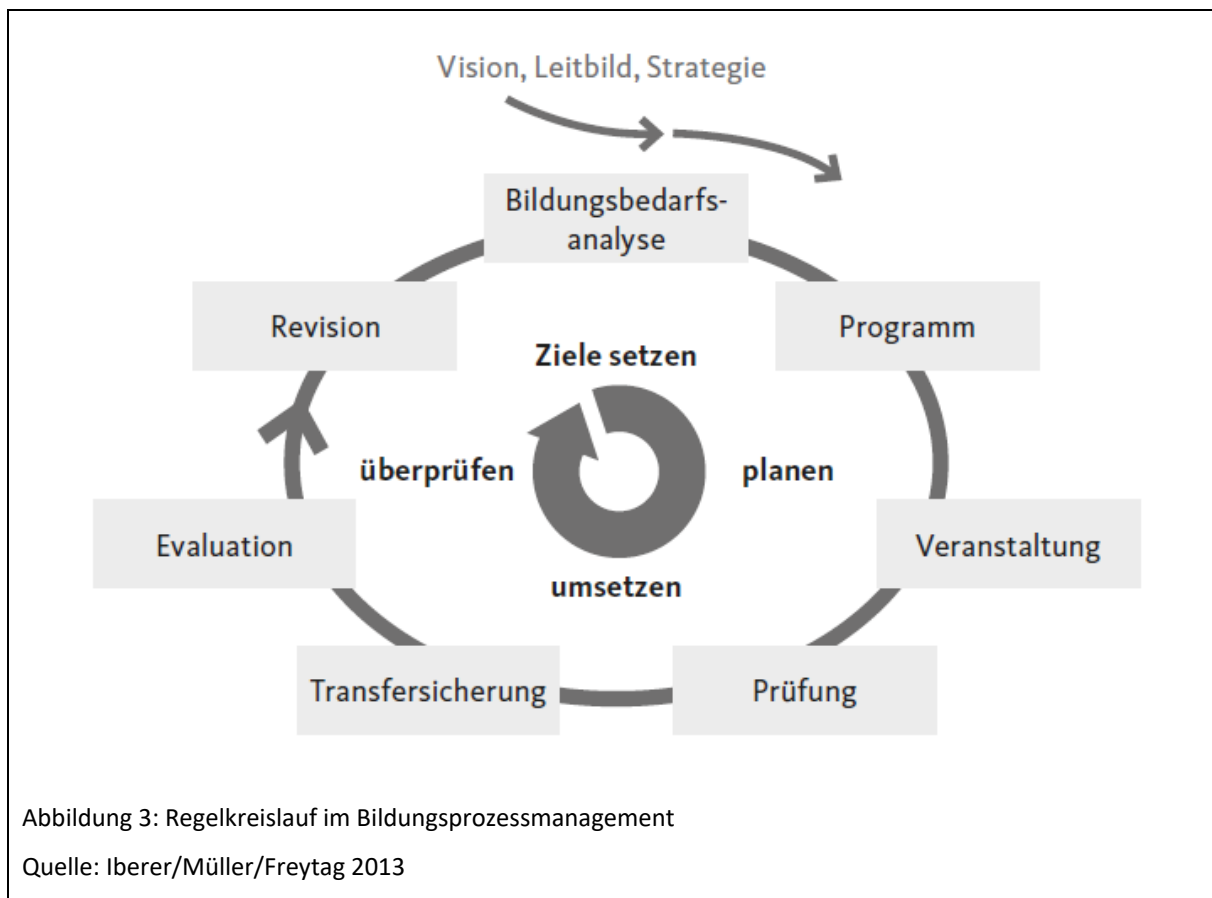 Vision, Leitbild, Strategie
Bildungsbedarfs-
analyse
Revision
Programm
Ziele setzen
überprüfen
planen
Evaluation
Veranstaltung
umsetzen
Transfersicherung
Prüfung
Abbildung 3: Regelkreislauf im Bildungsprozessmanagement
Quelle: Iberer/Müller/Freytag 2013